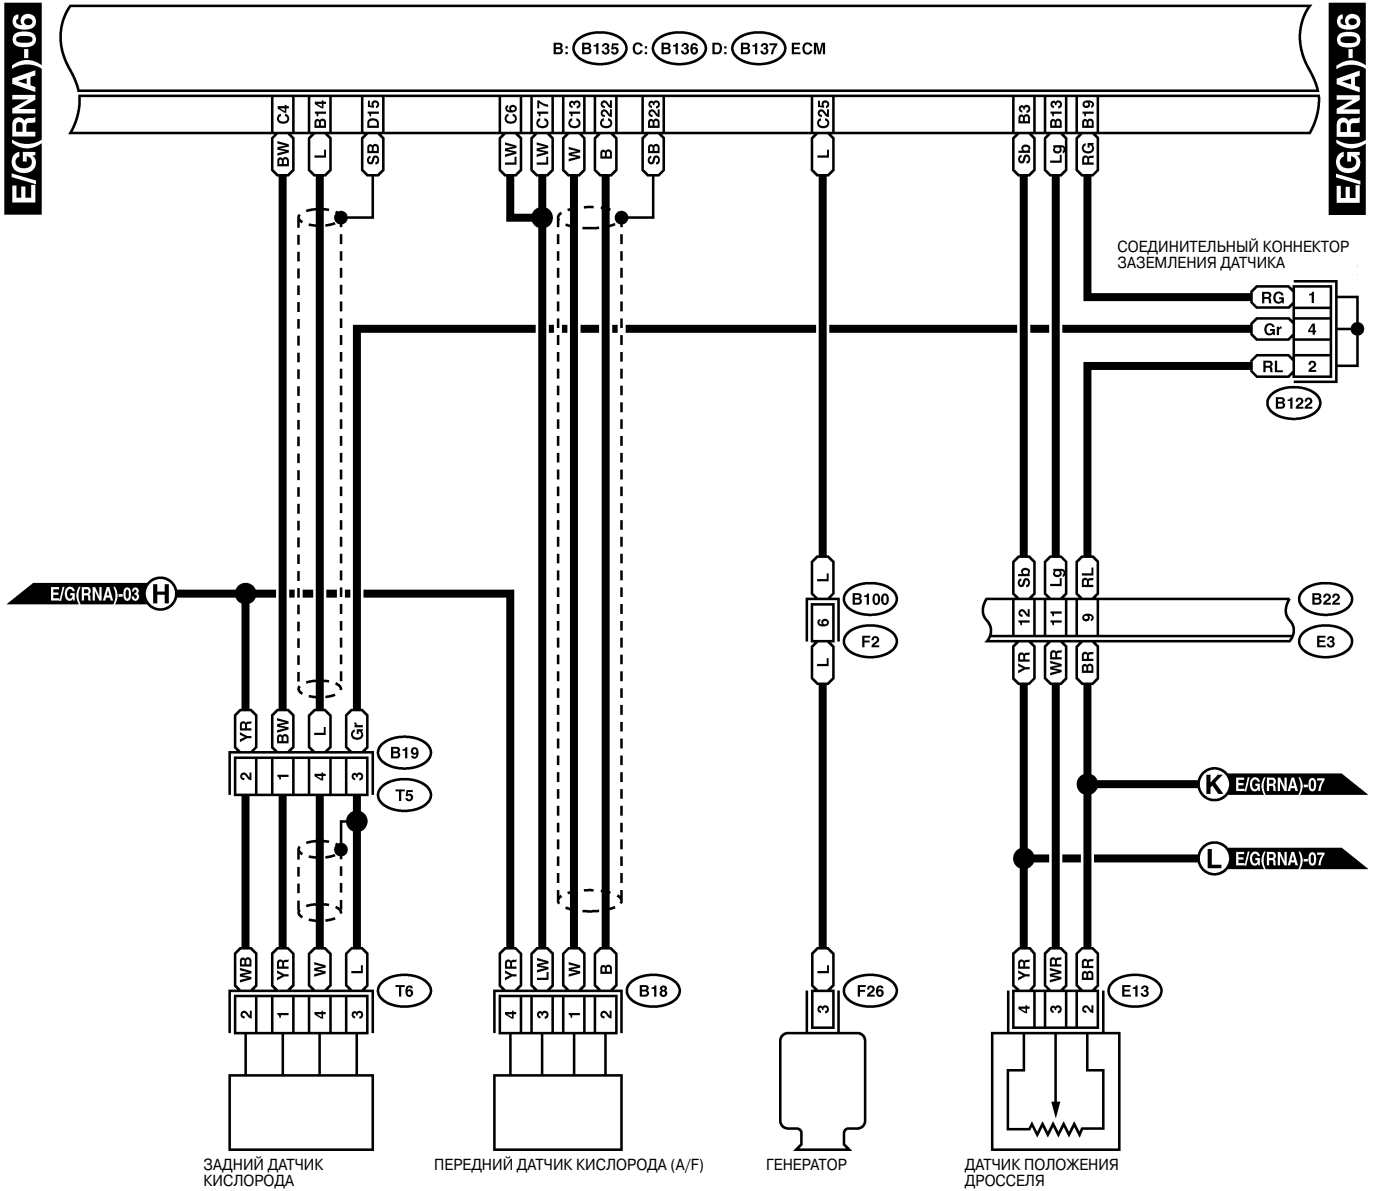 E/G(RNA)-06
E/G(RNA)-06
B: B135 C: B136 D: B137 ECM
C4 B14 D15 C6 C17 C13 C22 B23 C25 B3 B13 B19
BW L SB LW LW W B SB L Sb Lg RG
СОЕДИНИТЕЛЬНЫЙ КОННЕКТОР
ЗАЗЕМЛЕНИЯ ДАТЧИКА
RG 1
Gr 4
RL 2
B122
E/G(RNA)-03 H
L Sb Lg RL
B100 B22
6 12 11 9
F2 E3
L YR WR BR
YR BW L Gr
B19
2 1 4 3
T5
K E/G(RNA)-07
L E/G(RNA)-07
WB YR W L YR LW W B L YR WR BR
T6 B18 F26 E13
2 1 4 3 4 3 1 2 3 4 3 2
ЗАДНИЙ ДАТЧИК
КИСЛОРОДА
ПЕРЕДНИЙ ДАТЧИК КИСЛОРОДА (A/F)
ГЕНЕРАТОР
ДАТЧИК ПОЛОЖЕНИЯ
ДРОССЕЛЯ